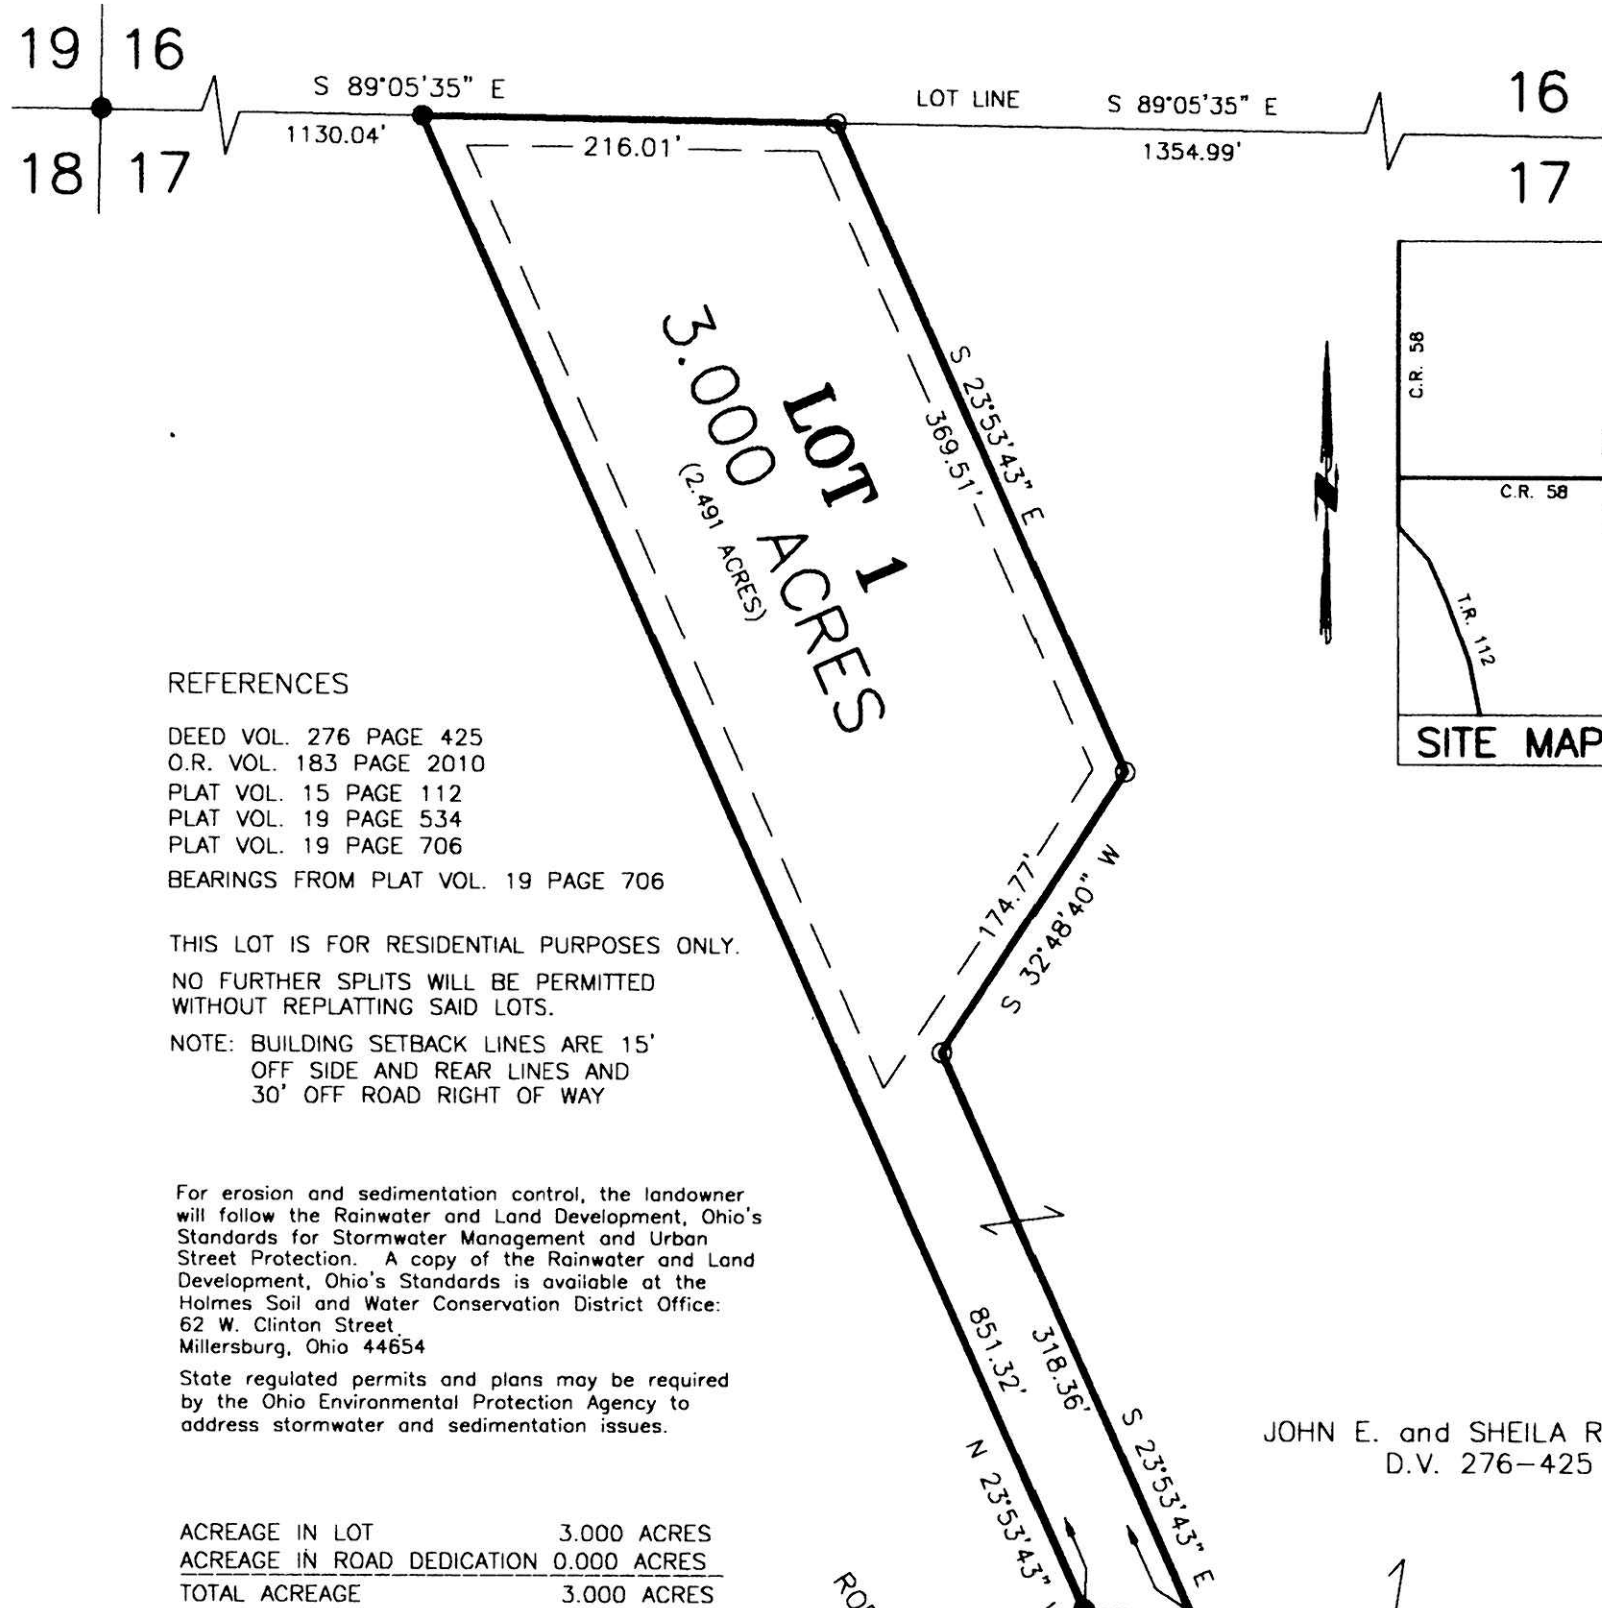 19 16
18 17
S 89°05'35" E
1130.04'
216.01'
LOT LINE
S 89°05'35" E
1354.99'
16
17
S 23°53'43" E
369.51'
LOT 1
3.000 ACRES
(2.491 ACRES)
C.R. 58
C.R. 58
T.R. 112
SITE MAP
174.77'
S 32°48'40" W
REFERENCES
DEED VOL. 276 PAGE 425
O.R. VOL. 183 PAGE 2010
PLAT VOL. 15 PAGE 112
PLAT VOL. 19 PAGE 534
PLAT VOL. 19 PAGE 706
BEARINGS FROM PLAT VOL. 19 PAGE 706
THIS LOT IS FOR RESIDENTIAL PURPOSES ONLY.
NO FURTHER SPLITS WILL BE PERMITTED
WITHOUT REPLATTING SAID LOTS.
NOTE: BUILDING SETBACK LINES ARE 15'
OFF SIDE AND REAR LINES AND
30' OFF ROAD RIGHT OF WAY
For erosion and sedimentation control, the landowner
will follow the Rainwater and Land Development, Ohio's
Standards for Stormwater Management and Urban
Street Protection. A copy of the Rainwater and Land
Development, Ohio's Standards is available at the
Holmes Soil and Water Conservation District Office:
62 W. Clinton Street
Millersburg, Ohio 44654
State regulated permits and plans may be required
by the Ohio Environmental Protection Agency to
address stormwater and sedimentation issues.
851.32'
318.36'
N 23°53'43"
S 23°53'43" E
JOHN E. and SHEILA R
D.V. 276-425
ACREAGE IN LOT 3.000 ACRES
ACREAGE IN ROAD DEDICATION 0.000 ACRES
TOTAL ACREAGE 3.000 ACRES